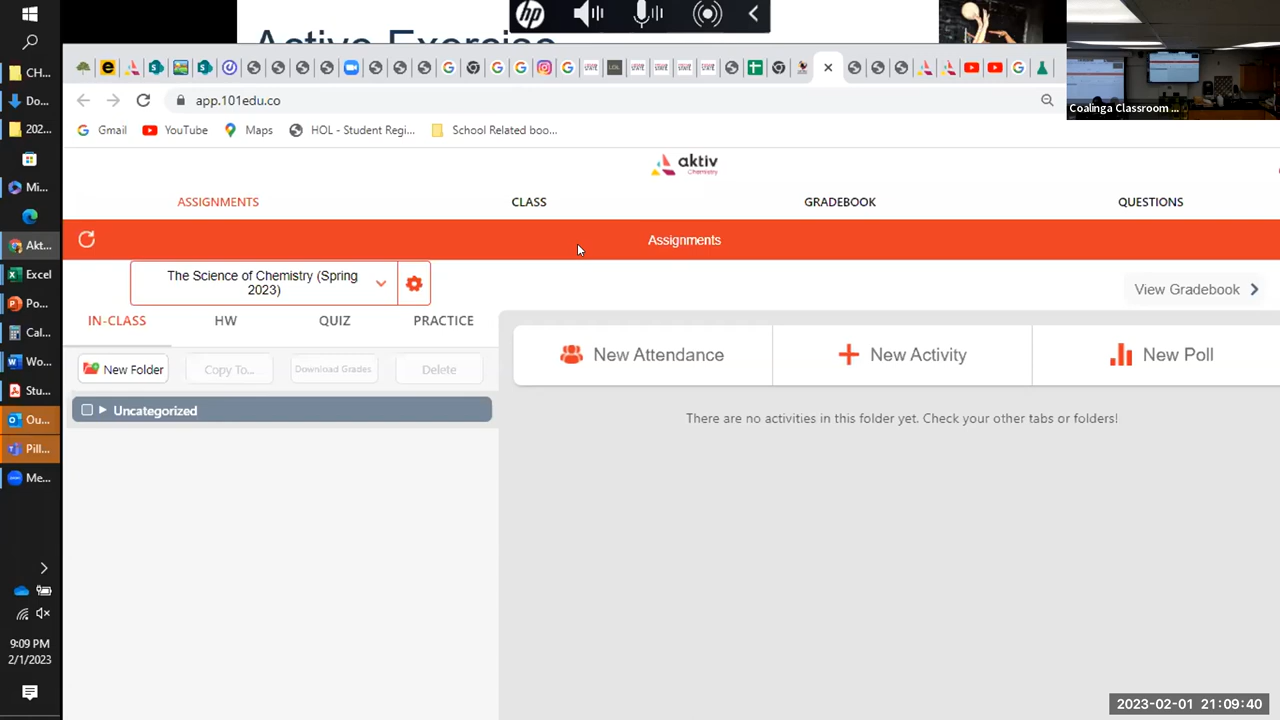 Active Exercise
hp
CH...
Do...
202...
Mi...
Akt...
Excel
Po...
Cal...
Wo...
Stu...
Ou...
Pill...
Me...
9:09 PM
2/1/2023
app.101edu.co
Gmail
YouTube
Maps
HOL - Student Regi...
School Related boo...
Coalinga Classroom ...
aktiv
Chemistry
ASSIGNMENTS
CLASS
GRADEBOOK
QUESTIONS
Assignments
The Science of Chemistry (Spring
2023)
View Gradebook
IN-CLASS
HW
QUIZ
PRACTICE
New Folder
Copy To...
Download Grades
Delete
Uncategorized
New Attendance
New Activity
New Poll
There are no activities in this folder yet. Check your other tabs or folders!
2023-02-01 21:09:40